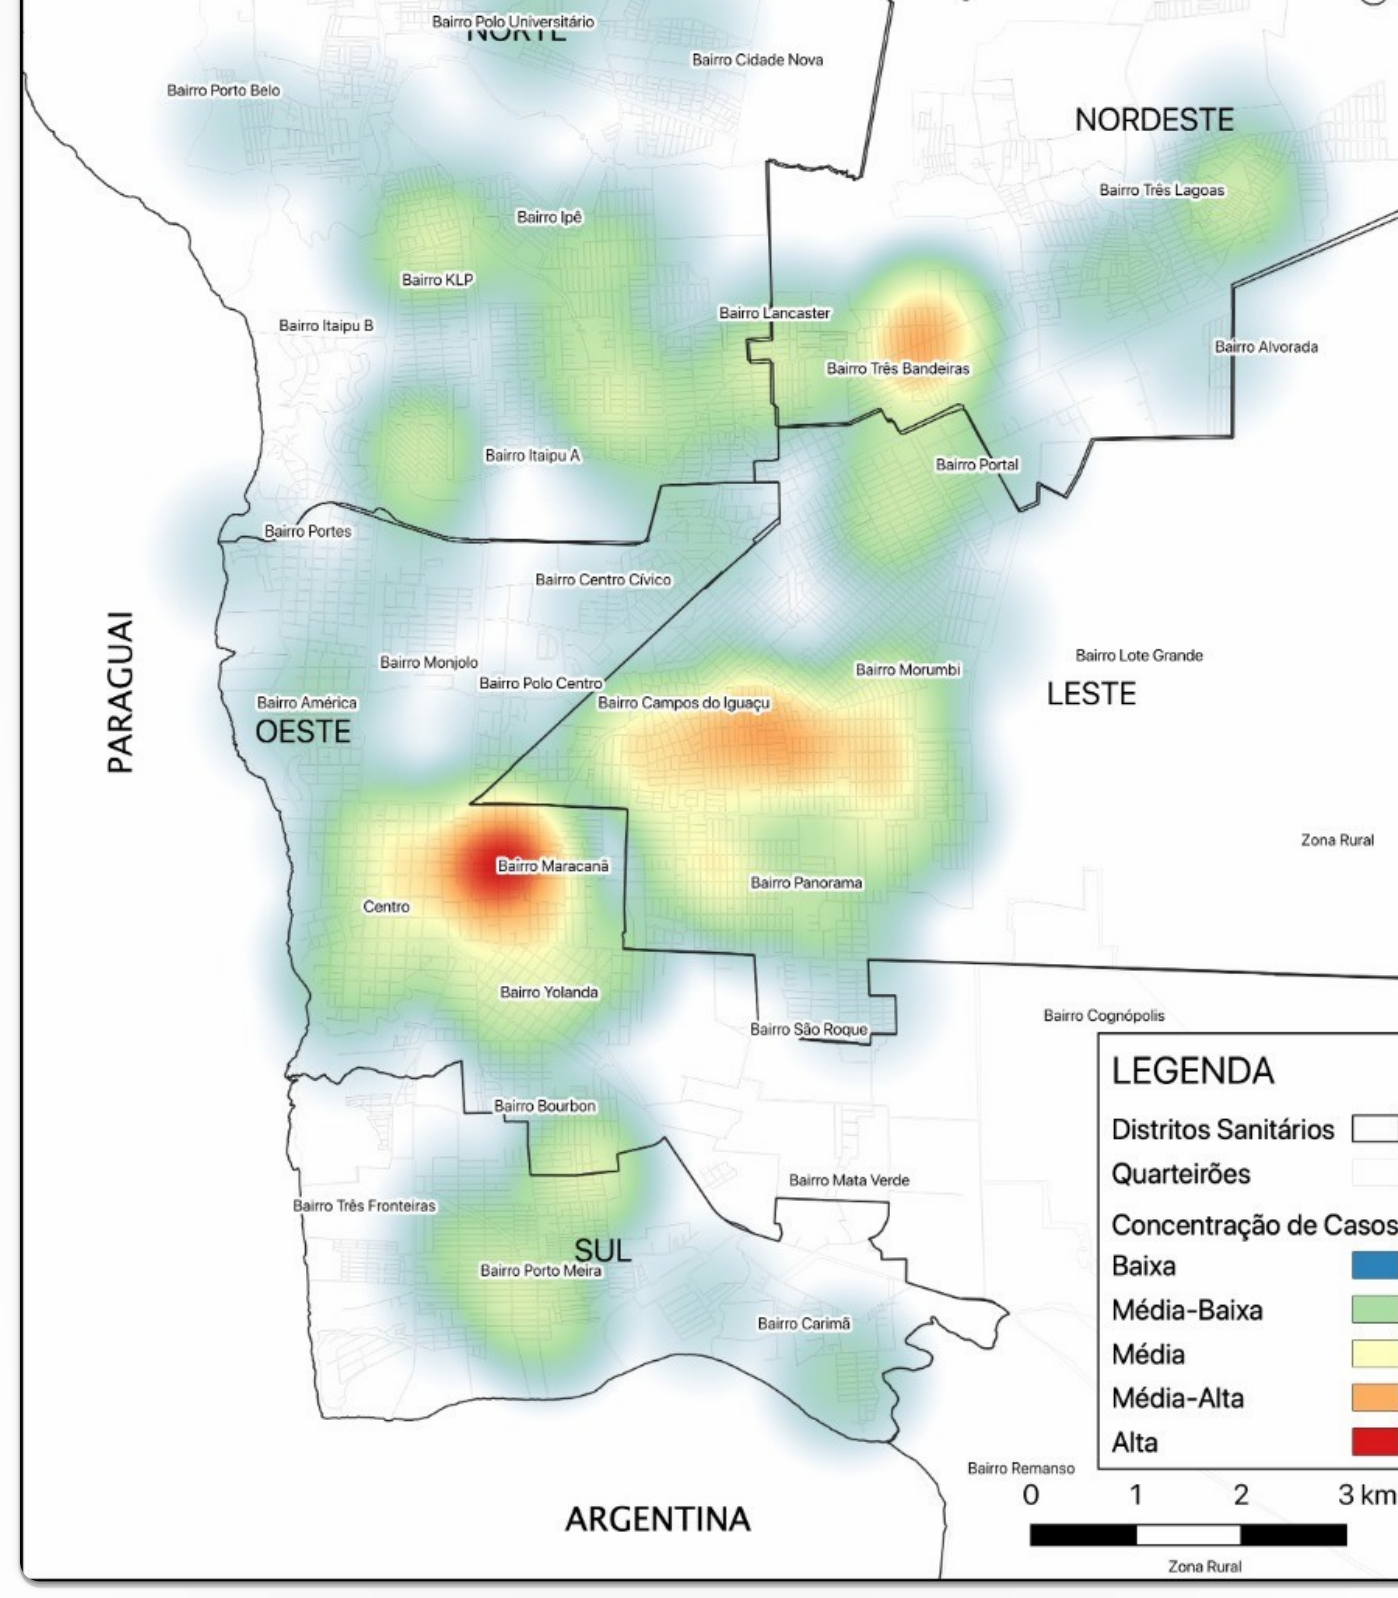 Bairro Polo Universitário
NORTE
Bairro Cidade Nova
Bairro Porto Belo
NORDESTE
Bairro Três Lagoas
Bairro Ipê
Bairro KLP
Bairro Lancaster
Bairro Itaipu B
Bairro Alvorada
Bairro Três Bandeiras
Bairro Itaipu A
Bairro Portal
Bairro Portes
Bairro Centro Cívico
PARAGUAI
Bairro Monjolo
Bairro Lote Grande
Bairro Morumbi
Bairro Polo Centro
LESTE
Bairro América
Bairro Campos do Iguaçu
OESTE
Zona Rural
Bairro Maracanã
Bairro Panorama
Centro
Bairro Yolanda
Bairro Cognópolis
Bairro São Roque
Bairro Bourbon
Bairro Mata Verde
Bairro Três Fronteiras
SUL
Bairro Porto Meira
Bairro Carimã
LEGENDA
Distritos Sanitários
Quarteirões
Concentração de Casos
Baixa
Média-Baixa
Média
Média-Alta
Alta
Bairro Remanso
0 1 2 3 km
ARGENTINA
Zona Rural